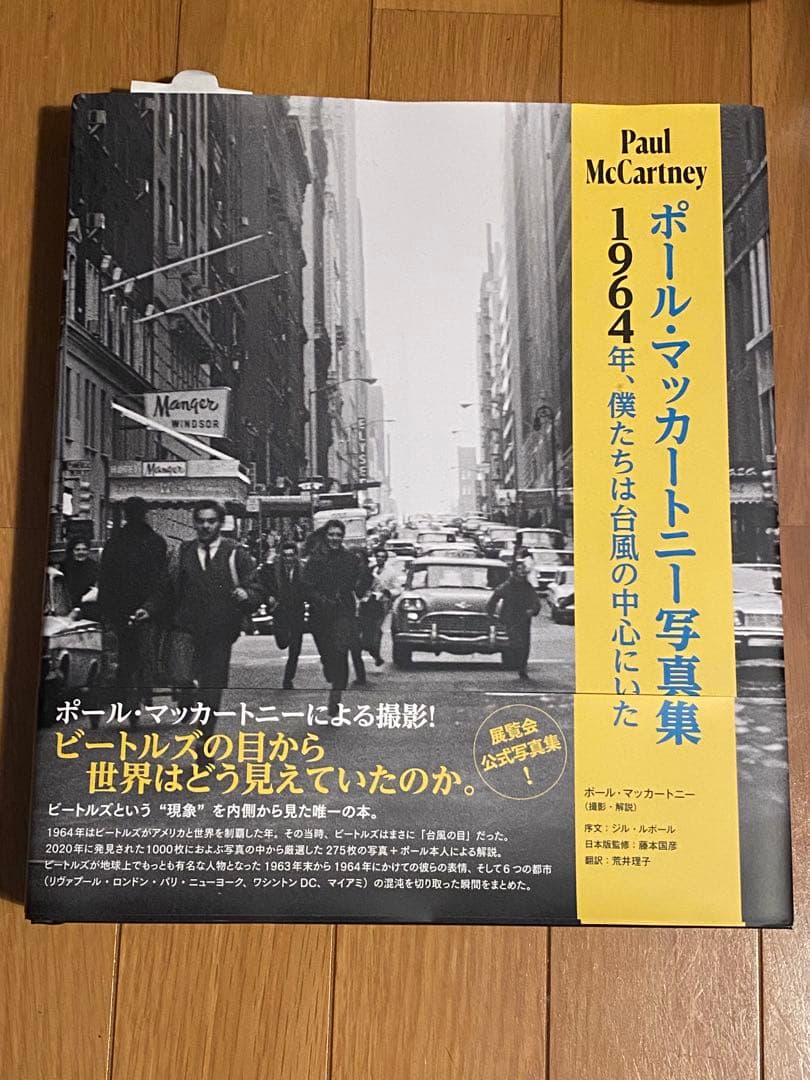 Paul
McCartney
ポール・マッカートニー写真集
1964年、僕たちは台風の中心にいた
Manger
WINDSOR
HOTEL Manger
ELYSEE
ポール・マッカートニーによる撮影!
ビートルズの目から
世界はどう見えていたのか。
展覧会
公式写真集
!
ビートルズという “現象” を内側から見た唯一の本。
1964年はビートルズがアメリカと世界を制覇した年。その当時、ビートルズはまさに「台風の目」だった。
2020年に発見された1000枚におよぶ写真の中から厳選した275枚の写真+ポール本人による解説。
ビートルズが地球上でもっとも有名な人物となった1963年末から1964年にかけての彼らの表情、そして6つの都市
(リヴァプール・ロンドン・パリ・ニューヨーク、ワシントンDC、マイアミ)の混沌を切り取った瞬間をまとめた。
ポール・マッカートニー
(撮影・解説)
序文:ジル・ルポール
日本版監修:藤本国彦
翻訳:荒井理子